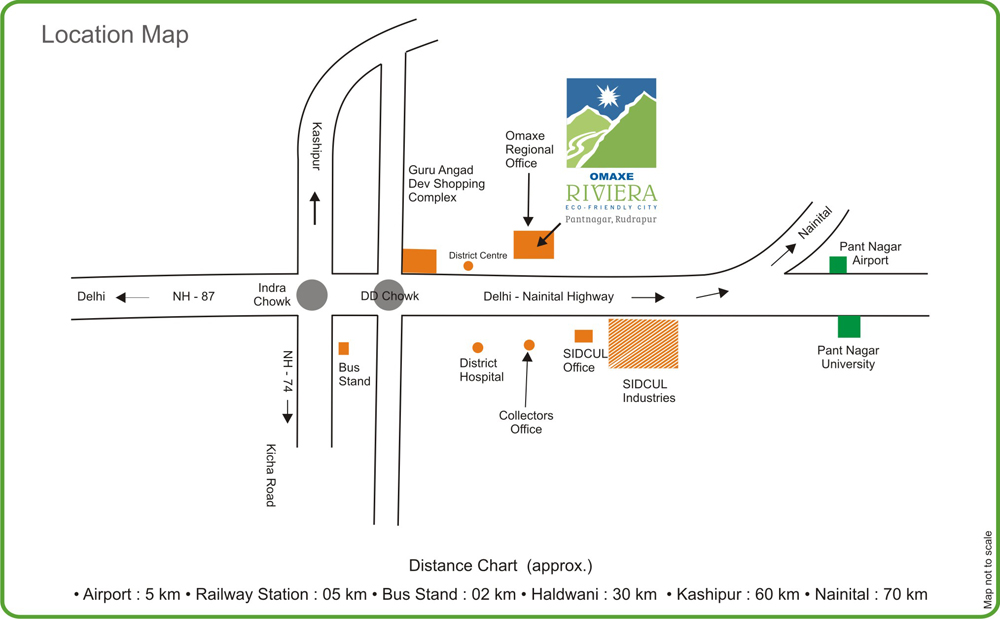 Location Map
Kashipur
Guru Angad
Dev Shopping
Complex
Omaxe
Regional
Office
OMAXE
RIVIERA
ECO-FRIENDLY CITY
Pantnagar, Rudrapur
District Centre
Nainital
Pant Nagar
Airport
Delhi
NH - 87
Indra
Chowk
DD Chowk
Delhi - Nainital Highway
NH - 74
Bus
Stand
District
Hospital
Collectors
Office
SIDCUL
Office
SIDCUL
Industries
Pant Nagar
University
Kicha Road
Map not to scale
Distance Chart (approx.)
• Airport : 5 km • Railway Station : 05 km • Bus Stand : 02 km • Haldwani : 30 km • Kashipur : 60 km • Nainital : 70 km